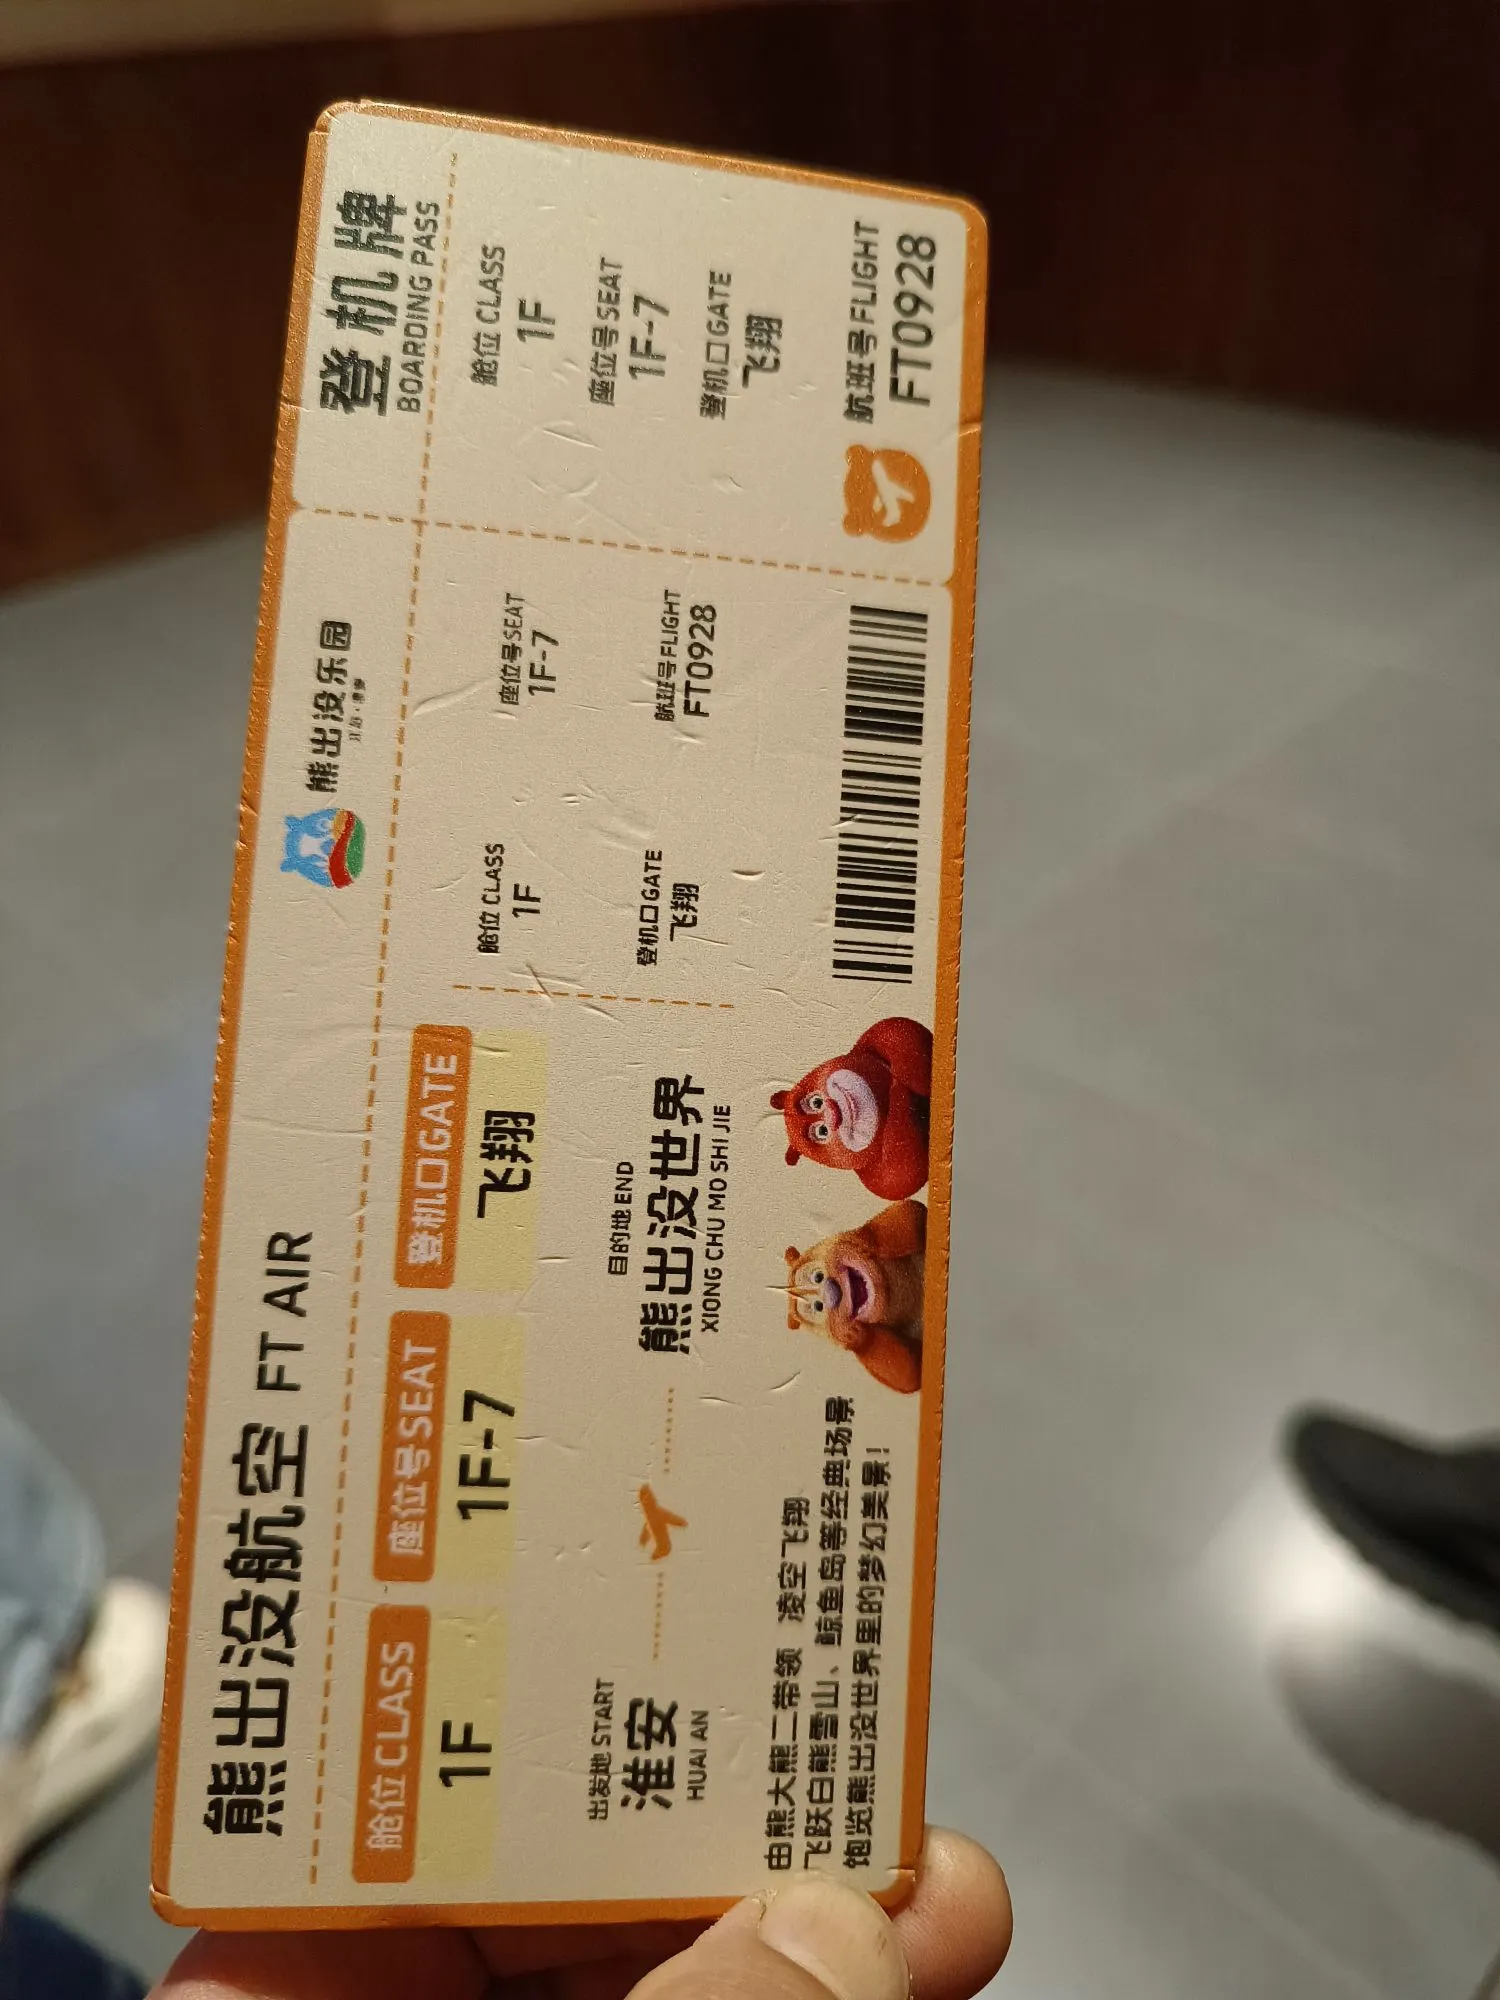 熊出没航空 FT AIR
熊出没乐园
舱位 CLASS
1F
座位号 SEAT
1F-7
登机口 GATE
飞翔
出发地 START
淮安
HUAI AN
目的地 END
熊出没世界
XIONG CHU MO SHI JIE
舱位 CLASS
1F
座位号 SEAT
1F-7
登机口 GATE
飞翔
航班号 FLIGHT
FT0928
由熊大熊二带领 凌空飞翔
飞跃白熊雪山、鲸鱼岛等经典场景
饱览熊出没世界里的梦幻美景!
登机牌
BOARDING PASS
舱位 CLASS
1F
座位号 SEAT
1F-7
登机口 GATE
飞翔
航班号 FLIGHT
FT0928